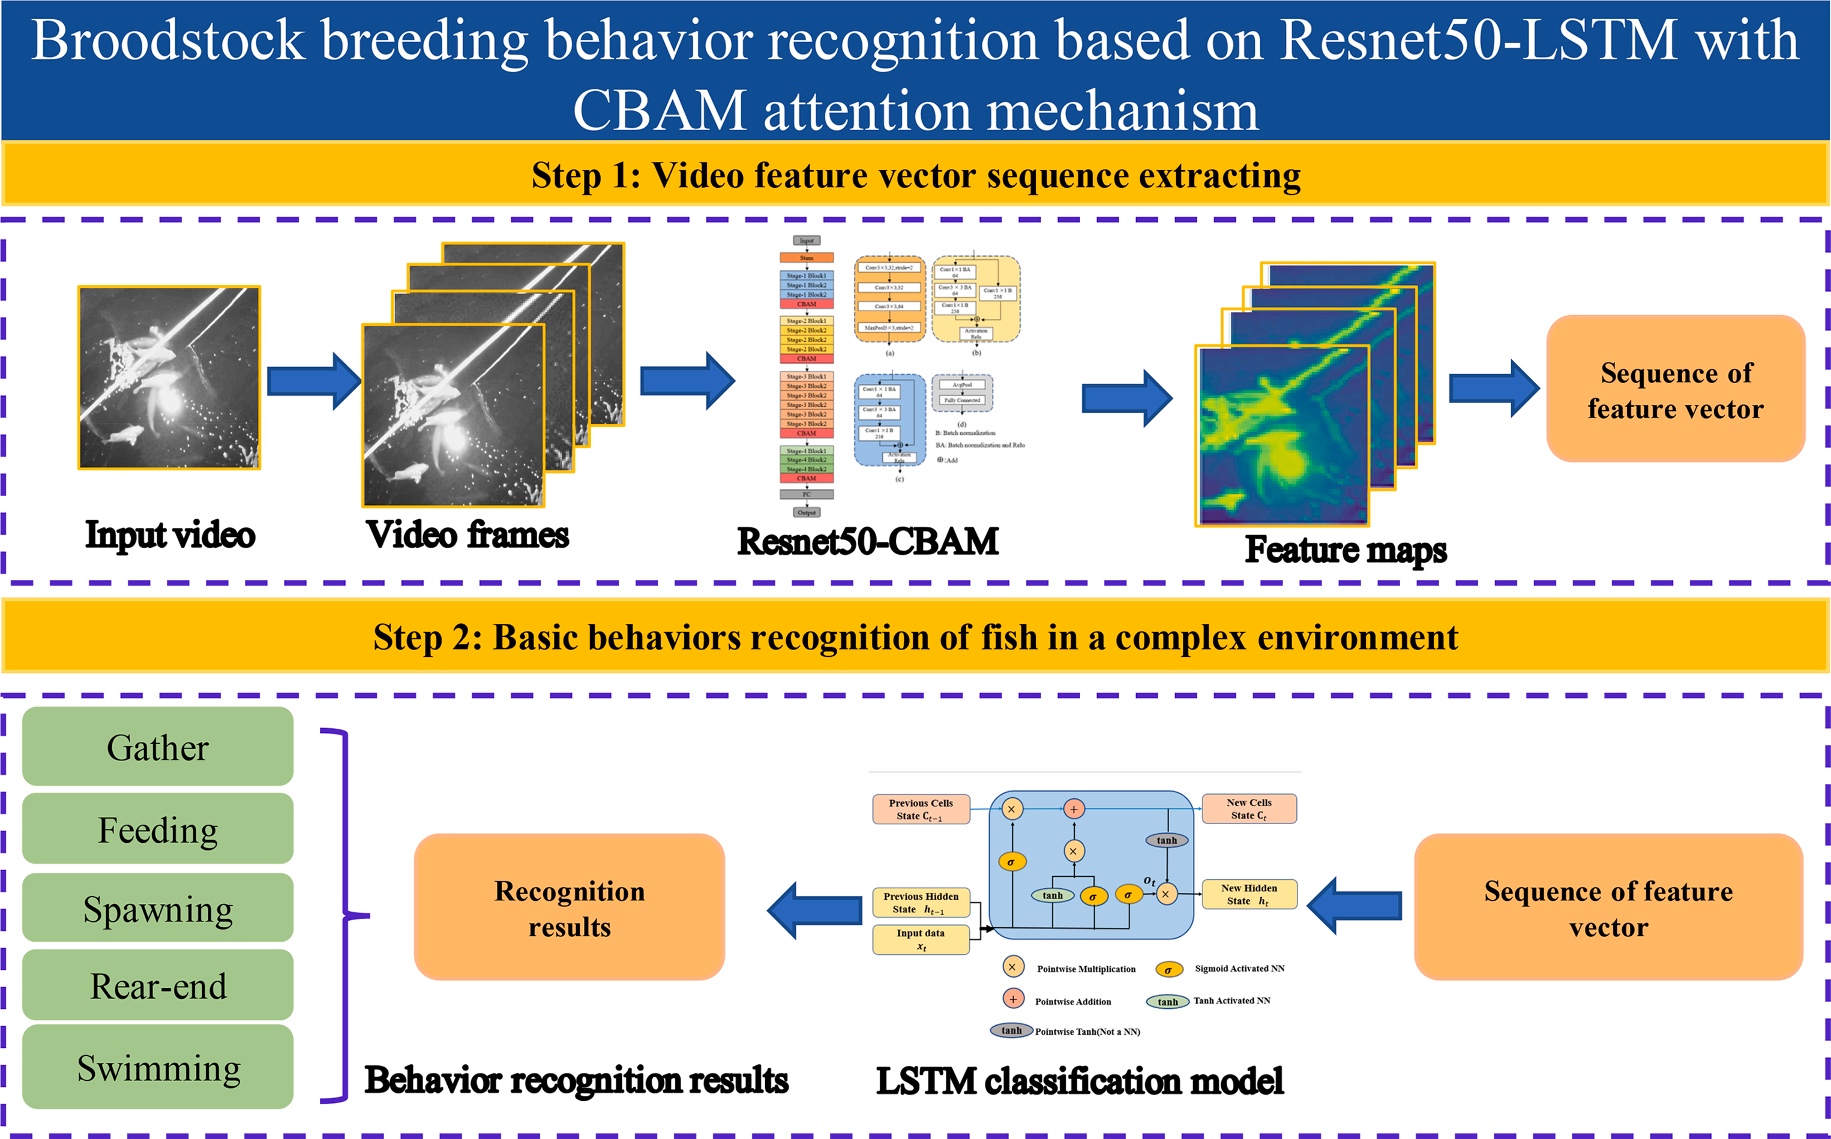 Broodstock breeding behavior recognition based on Resnet50-LSTM with
CBAM attention mechanism
Step 1: Video feature vector sequence extracting
Input video
Video frames
Input
Stem
Stage-1 Block1
Stage-1 Block2
Stage-1 Block2
CBAM
Stage-2 Block1
Stage-2 Block2
Stage-2 Block2
Stage-2 Block2
CBAM
Stage-3 Block1
Stage-3 Block2
Stage-3 Block2
Stage-3 Block2
Stage-3 Block2
Stage-3 Block2
CBAM
Stage-4 Block1
Stage-4 Block2
Stage-4 Block2
CBAM
FC
Output
Conv3×3,32,stride=2
Conv3×3,32
Conv3×3,64
MaxPool3×3,stride=2
(a)
Conv1×1 BA
64
Conv3 × 3 BA
64
Conv1×1 B
256
Conv1 ×1 B
256
Activation
Relu
(b)
Conv1 × 1 BA
64
Conv3 × 3 BA
64
Conv1 ×1 B
256
Activation
Relu
(c)
AvgPool
Fully Connected
(d)
B: Batch normalization
BA: Batch normalization and Relu
⊕:Add
Resnet50-CBAM
Feature maps
Sequence of
feature vector
Step 2: Basic behaviors recognition of fish in a complex environment
Gather
Feeding
Spawning
Rear-end
Swimming
Recognition
results
Behavior recognition results
Previous Cells
State C_{t−1}
Previous Hidden
State h_{t−1}
Input data
x_t
×
+
tanh
σ
×
tanh
σ
σ
o_t
×
New Cells
State C_t
New Hidden
State h_t
× Pointwise Multiplication
σ Sigmoid Activated NN
+ Pointwise Addition
tanh Tanh Activated NN
tanh Pointwise Tanh(Not a NN)
LSTM classification model
Sequence of feature
vector